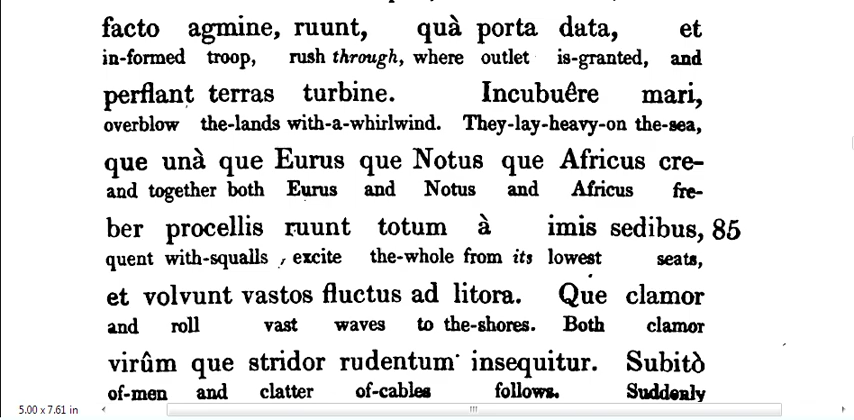 facto agmine, ruunt, quà porta data, et
in-formed troop, rush through, where outlet is-granted, and
perflant terras turbine. Incubuêre mari,
overblow the-lands with-a-whirlwind. They-lay-heavy-on the-sea,
que unà que Eurus que Notus que Africus cre-
and together both Eurus and Notus and Africus fre-
ber procellis ruunt totum à imis sedibus, 85
quent with-squalls, excite the-whole from its lowest seats,
et volvunt vastos fluctus ad litora. Que clamor
and roll vast waves to the-shores. Both clamor
virûm que stridor rudentum insequitur. Subitò
of-men and clatter of-cables follows. Suddenly
5.00 x 7.61 in